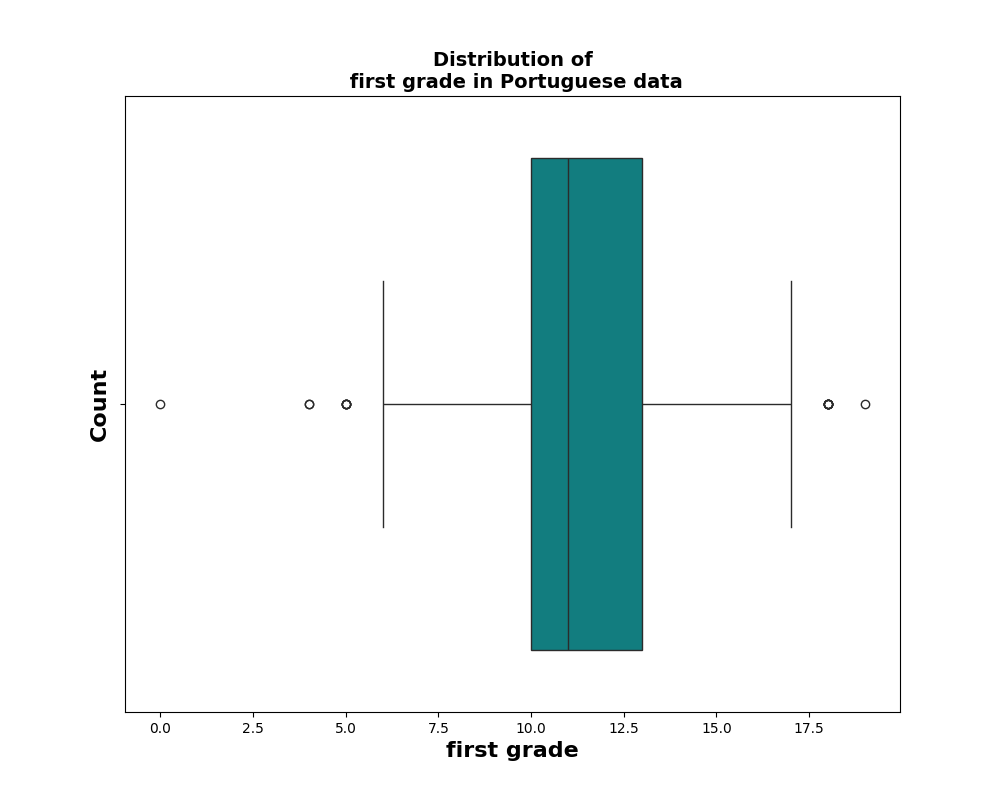 Distribution of
first grade in Portuguese data
Count
0.0 2.5 5.0 7.5 10.0 12.5 15.0 17.5
first grade